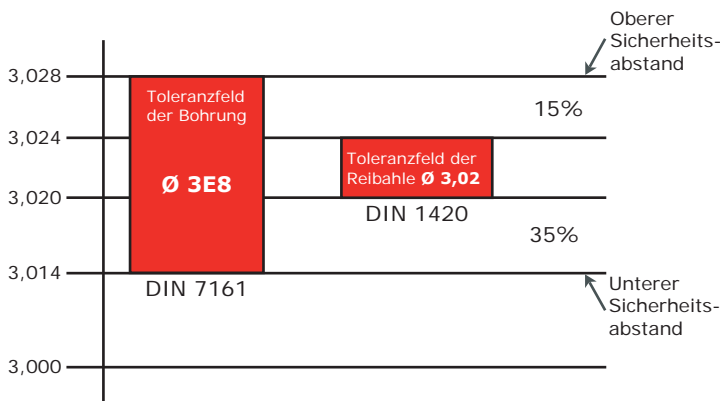 Oberer
Sicherheits-
abstand
3,028
Toleranzfeld
der Bohrung
15%
3,024
Toleranzfeld der
Reibahle Ø 3,02
Ø 3E8
3,020
DIN 1420
35%
3,014
DIN 7161
Unterer
Sicherheits-
abstand
3,000